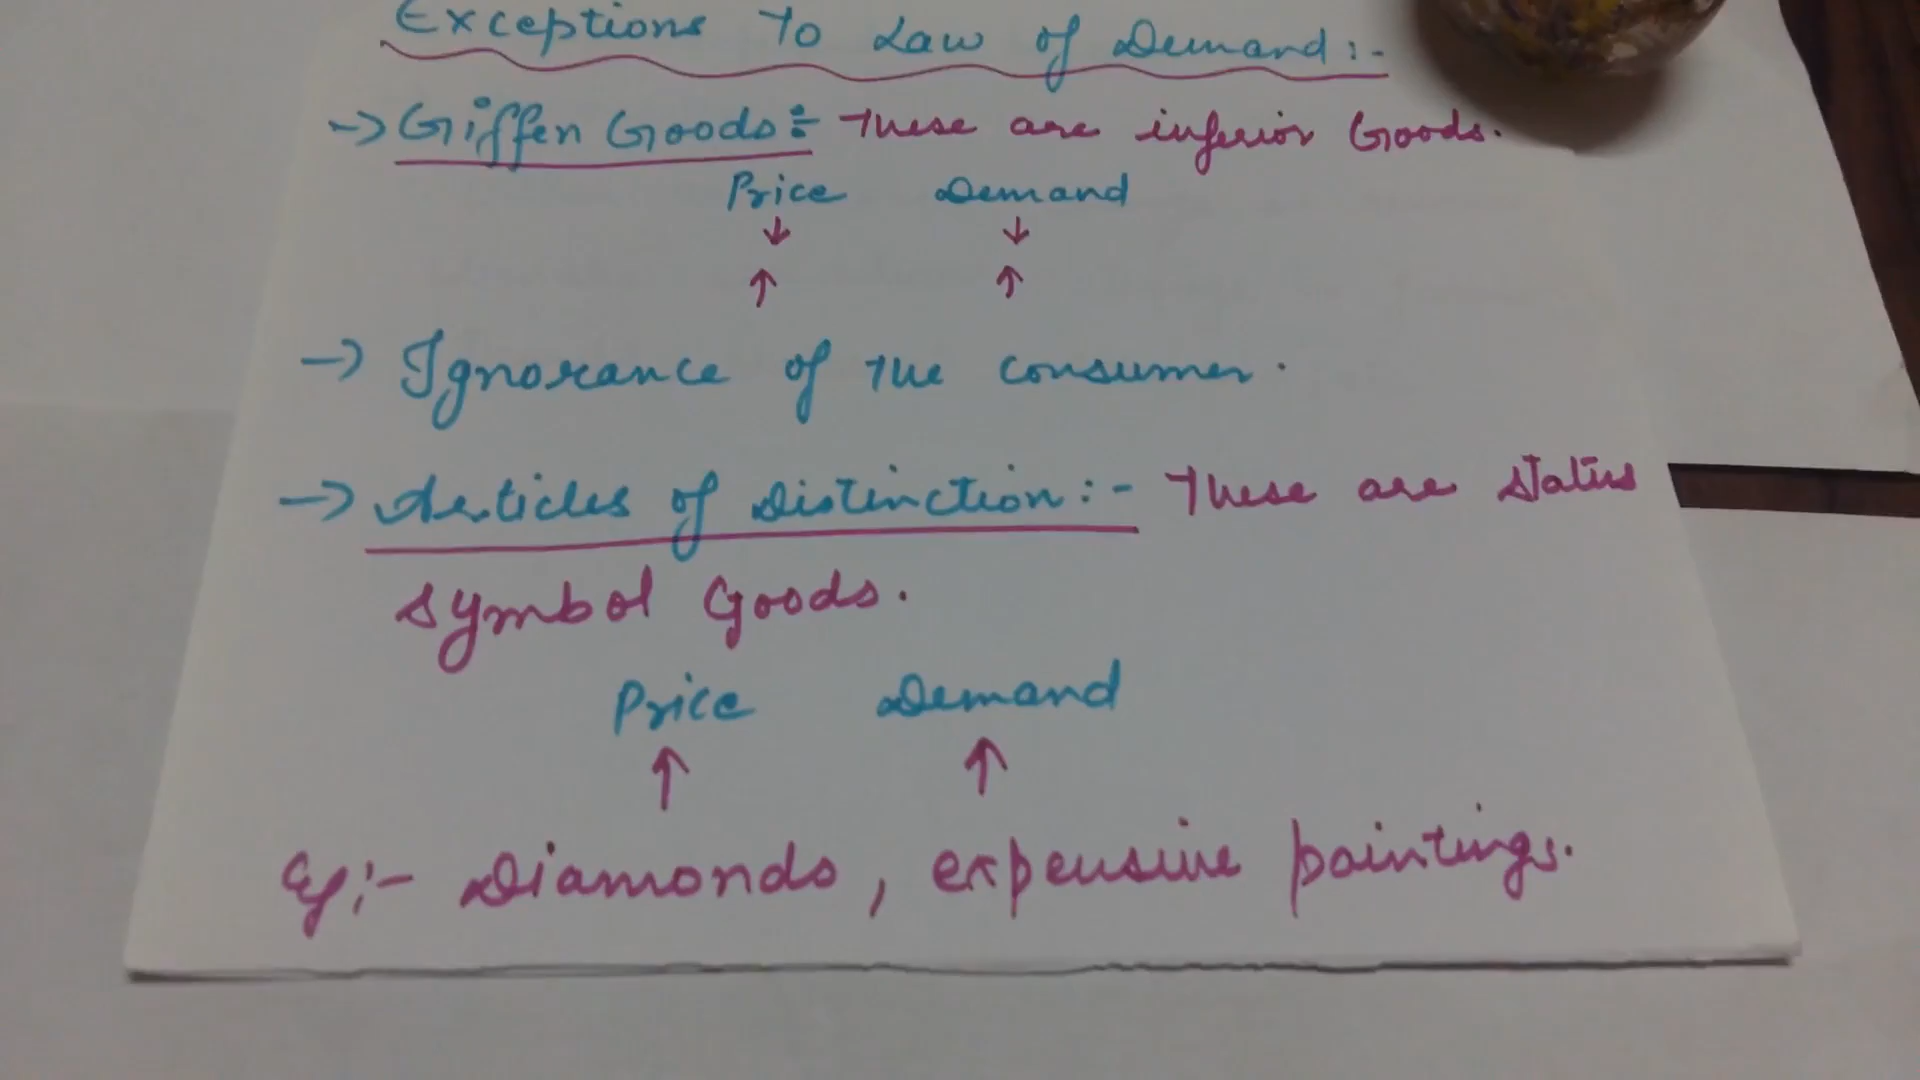 Exceptions To Law of Demand:-
→ Giffen Goods:- These are inferior Goods.
Price Demand
↓ ↓
↑ ↑
→ Ignorance of the consumer.
→ Articles of Distinction:- These are status
symbol Goods.
Price Demand
↑ ↑
Eg:- Diamonds, expensive paintings.